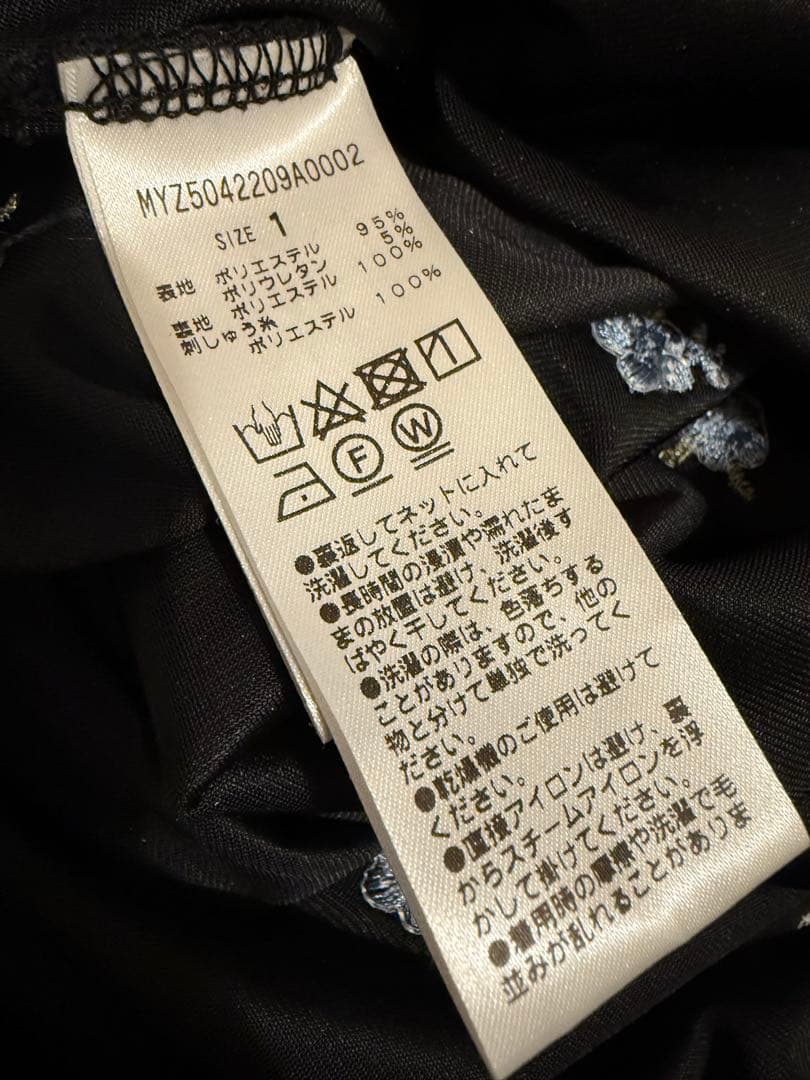 MYZ5042209A0002
SIZE 1
表地 ポリエステル 95%
ポリウレタン 5%
裏地 ポリエステル 100%
刺しゅう糸
ポリエステル 100%
F W
●裏返してネットに入れて
洗濯してください。
●長時間の浸漬や濡れたま
まの放置は避け、洗濯後す
ばやく干してください。
●洗濯の際は、色落ちする
ことがありますので、他の
物と分けて単独で洗ってく
ださい。
●乾燥機のご使用は避けて
ください。
●直接アイロンは避け、裏
からスチームアイロンを浮
かして掛けてください。
●着用時の摩擦や洗濯で毛
並みが乱れることがありま